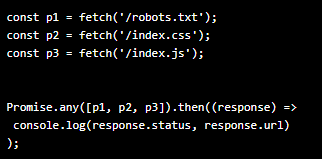 const p1 = fetch('/robots.txt');
const p2 = fetch('/index.css');
const p3 = fetch('/index.js');
Promise.any([p1, p2, p3]).then((response) =>
console.log(response.status, response.url)
);